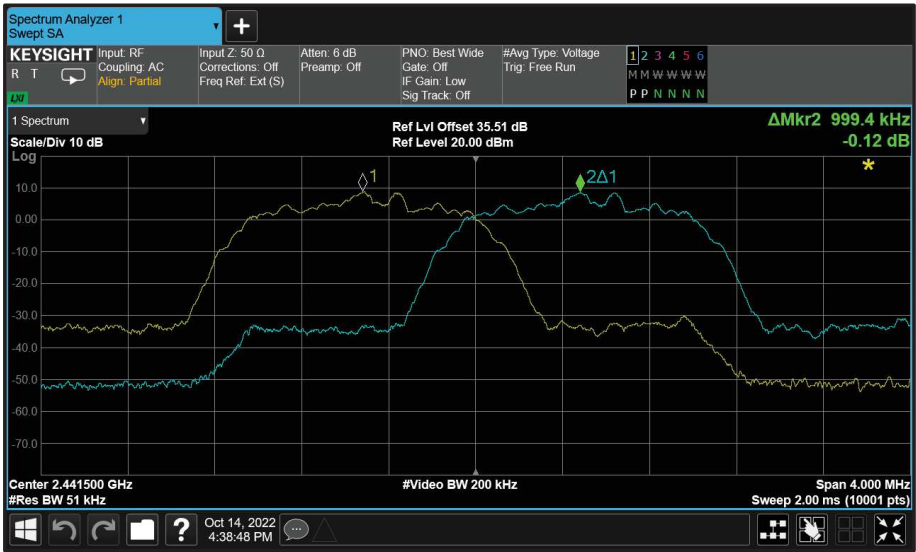 Spectrum Analyzer 1
Swept SA
+
KEYSIGHT
R T
LXI
Input: RF
Coupling: AC
Align: Partial
Input Z: 50 Ω
Corrections: Off
Freq Ref: Ext (S)
Atten: 6 dB
Preamp: Off
PNO: Best Wide
Gate: Off
IF Gain: Low
Sig Track: Off
#Avg Type: Voltage
Trig: Free Run
1 2 3 4 5 6
M M W W W W
P P N N N N
1 Spectrum
Scale/Div 10 dB
Ref Lvl Offset 35.51 dB
Ref Level 20.00 dBm
ΔMkr2 999.4 kHz
-0.12 dB
*
Log
10.0
0.00
-10.0
-20.0
-30.0
-40.0
-50.0
-60.0
-70.0
1
2Δ1
Center 2.441500 GHz
#Res BW 51 kHz
#Video BW 200 kHz
Span 4.000 MHz
Sweep 2.00 ms (10001 pts)
?
Oct 14, 2022
4:38:48 PM